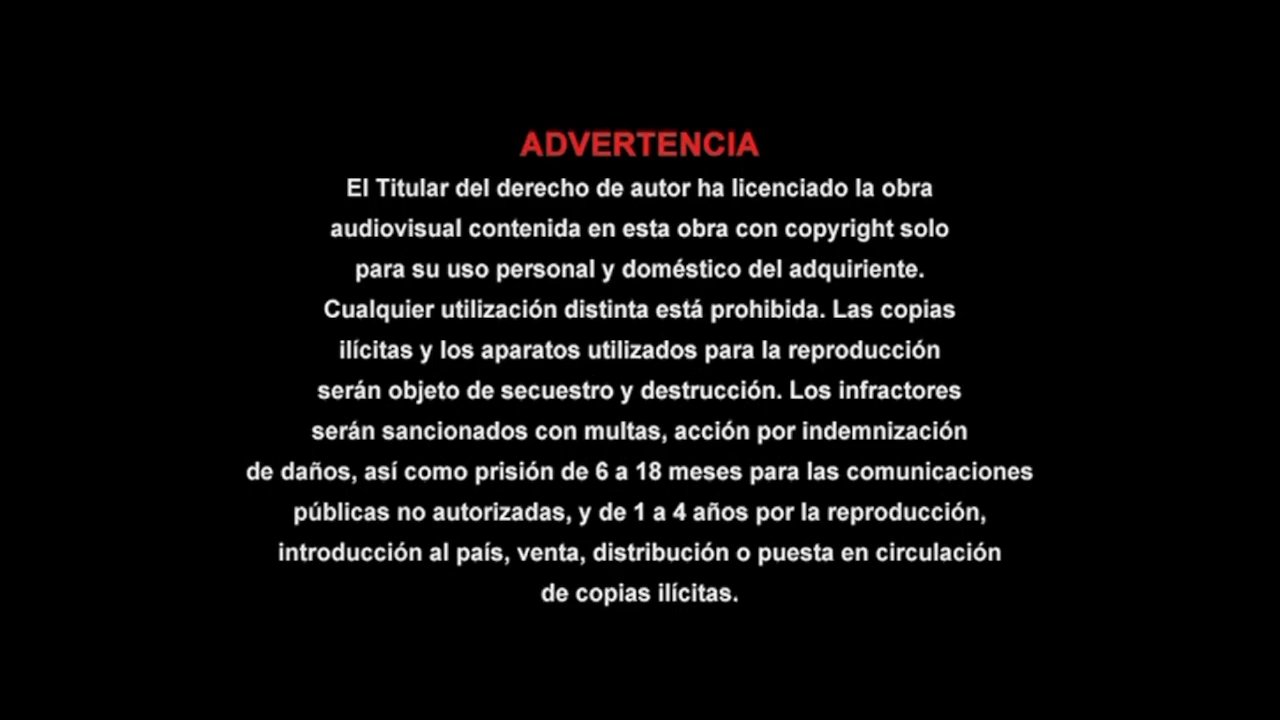 ADVERTENCIA
El Titular del derecho de autor ha licenciado la obra
audiovisual contenida en esta obra con copyright solo
para su uso personal y doméstico del adquiriente.
Cualquier utilización distinta está prohibida. Las copias
ilícitas y los aparatos utilizados para la reproducción
serán objeto de secuestro y destrucción. Los infractores
serán sancionados con multas, acción por indemnización
de daños, así como prisión de 6 a 18 meses para las comunicaciones
públicas no autorizadas, y de 1 a 4 años por la reproducción,
introducción al país, venta, distribución o puesta en circulación
de copias ilícitas.